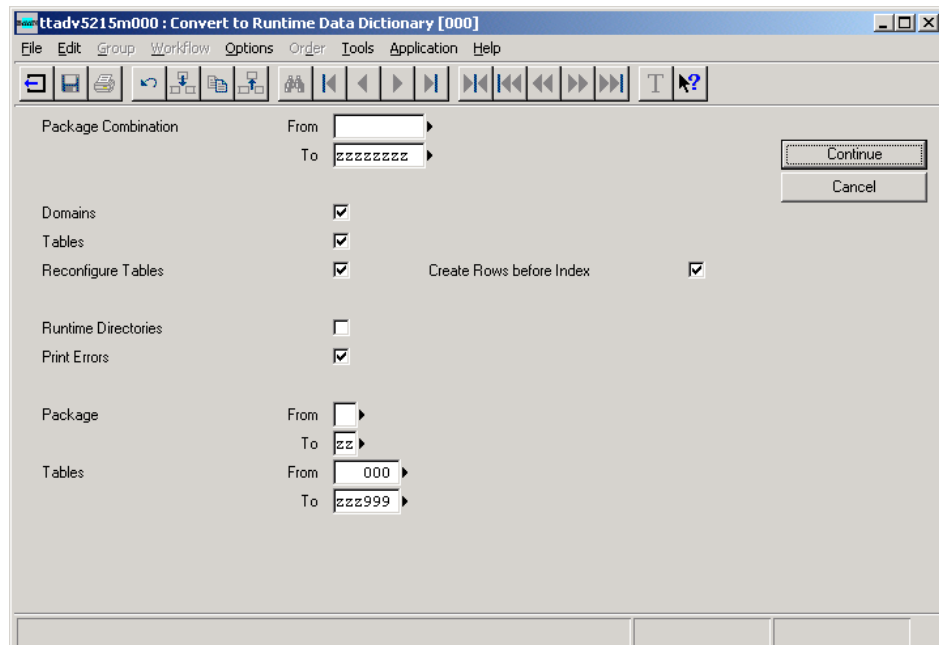 ttadv5215m000 : Convert to Runtime Data Dictionary [000]
File Edit Group Workflow Options Order Tools Application Help
T ?
Package Combination From
To zzzzzzzz
Continue
Cancel
Domains
Tables
Reconfigure Tables Create Rows before Index
Runtime Directories
Print Errors
Package From
To zz
Tables From 000
To zzz999